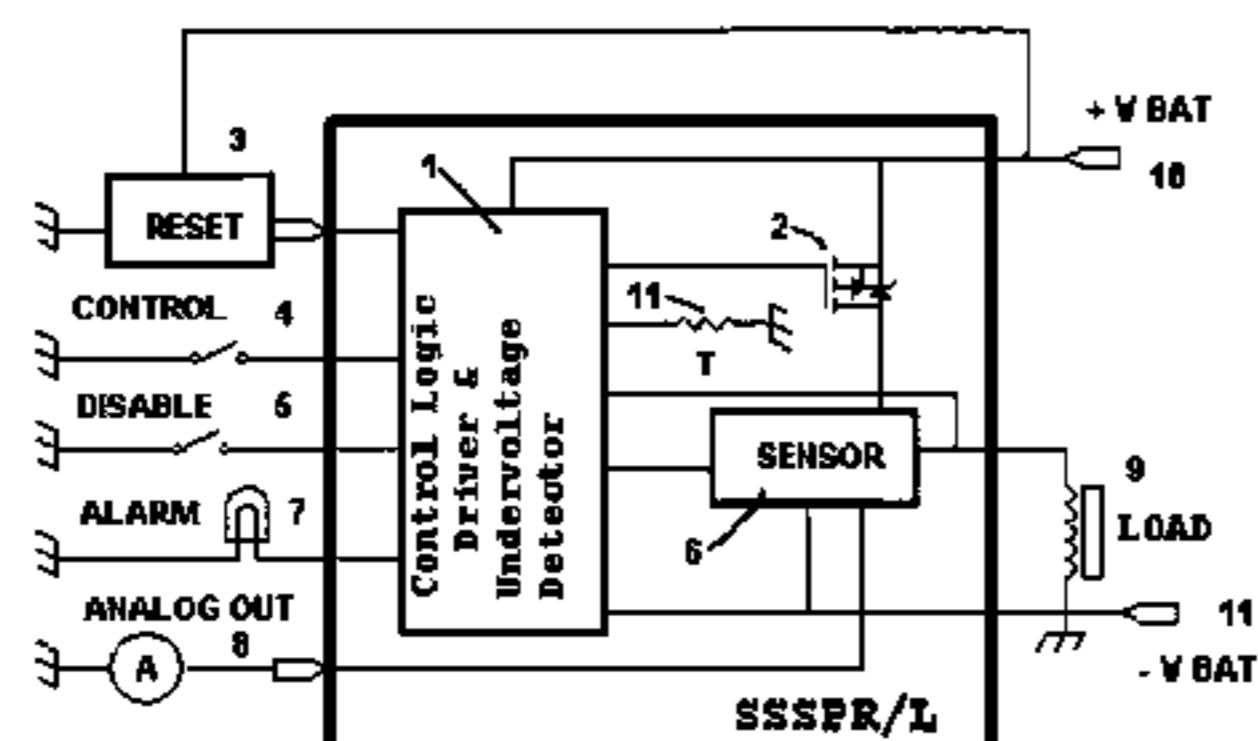 + V BAT
10
3
RESET
1
2
CONTROL 4
11
T
DISABLE 5
Control Logic
Driver &
Undervoltage
Detector
SENSOR
6
ALARM 7
9
LOAD
ANALOG OUT
8
A
11
- V BAT
SSSPR/L